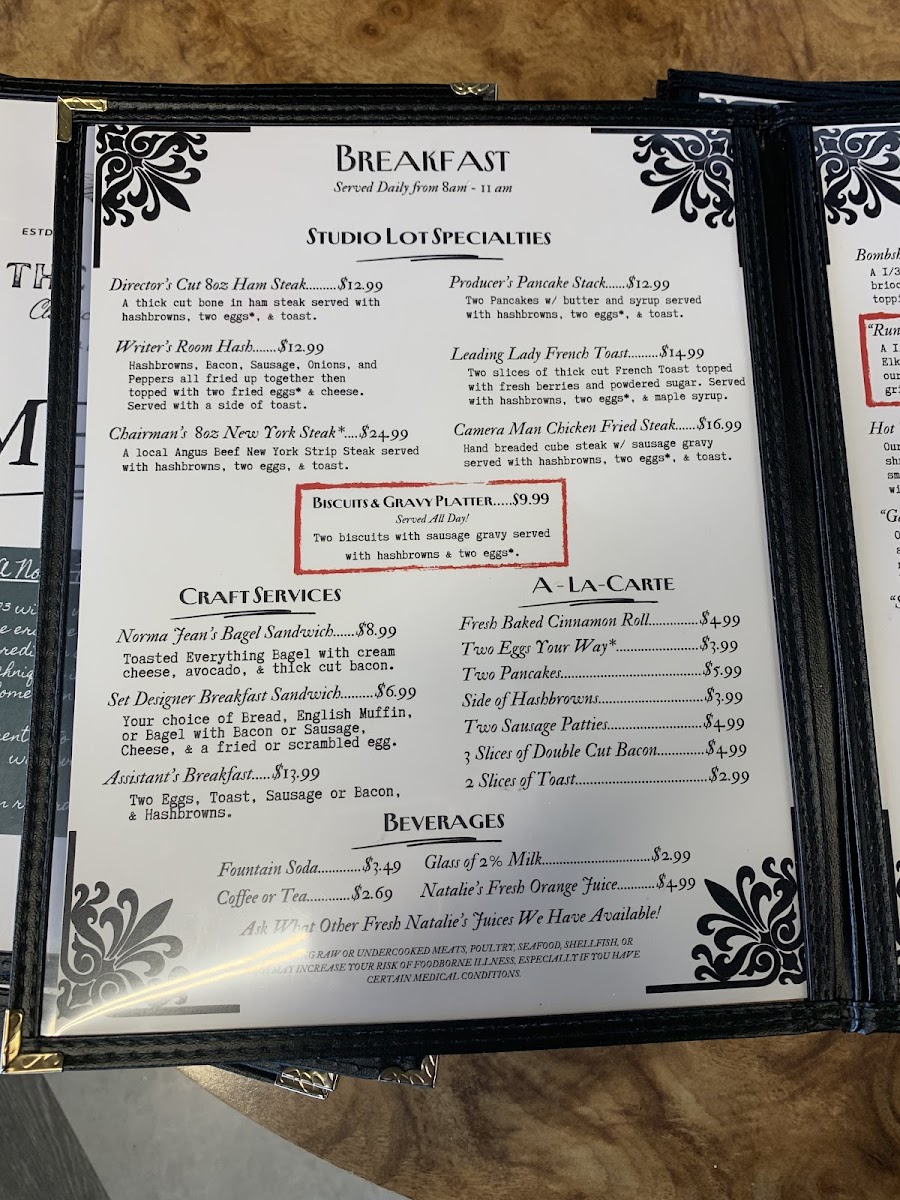 BREAKFAST
Served Daily from 8am - 11 am
STUDIO LOT SPECIALTIES
Director's Cut 8oz Ham Steak.........$12.99
A thick cut bone in ham steak served with
hashbrowns, two eggs*, & toast.
Writer's Room Hash.......$12.99
Hashbrowns, Bacon, Sausage, Onions, and
Peppers all fried up together then
topped with two fried eggs* & cheese.
Served with a side of toast.
Chairman's 8oz New York Steak*....$24.99
A local Angus Beef New York Strip Steak served
with hashbrowns, two eggs, & toast.
Producer's Pancake Stack......$12.99
Two Pancakes w/ butter and syrup served
with hashbrowns, two eggs*, & toast.
Leading Lady French Toast.........$14.99
Two slices of thick cut French Toast topped
with fresh berries and powdered sugar. Served
with hashbrowns, two eggs*, & maple syrup.
Camera Man Chicken Fried Steak......$16.99
Hand breaded cube steak w/ sausage gravy
served with hashbrowns, two eggs*, & toast.
BISCUITS & GRAVY PLATTER.....$9.99
Served All Day!
Two biscuits with sausage gravy served
with hashbrowns & two eggs*.
CRAFT SERVICES
Norma Jean's Bagel Sandwich......$8.99
Toasted Everything Bagel with cream
cheese, avocado, & thick cut bacon.
Set Designer Breakfast Sandwich.........$6.99
Your choice of Bread, English Muffin,
or Bagel with Bacon or Sausage,
Cheese, & a fried or scrambled egg.
Assistant's Breakfast.....$13.99
Two Eggs, Toast, Sausage or Bacon,
& Hashbrowns.
A - LA - CARTE
Fresh Baked Cinnamon Roll..............$4.99
Two Eggs Your Way*.......................$3.99
Two Pancakes.......................................$5.99
Side of Hashbrowns.............................$3.99
Two Sausage Patties...........................$4.99
3 Slices of Double Cut Bacon.............$4.99
2 Slices of Toast.....................................$2.99
BEVERAGES
Fountain Soda............$3.49
Coffee or Tea............$2.69
Glass of 2% Milk..............................$2.99
Natalie's Fresh Orange Juice..........$4.99
Ask What Other Fresh Natalie's Juices We Have Available!
RAW OR UNDERCOOKED MEATS, POULTRY, SEAFOOD, SHELLFISH, OR
MAY INCREASE YOUR RISK OF FOODBORNE ILLNESS, ESPECIALLY IF YOU HAVE
CERTAIN MEDICAL CONDITIONS.
ESTD
TH